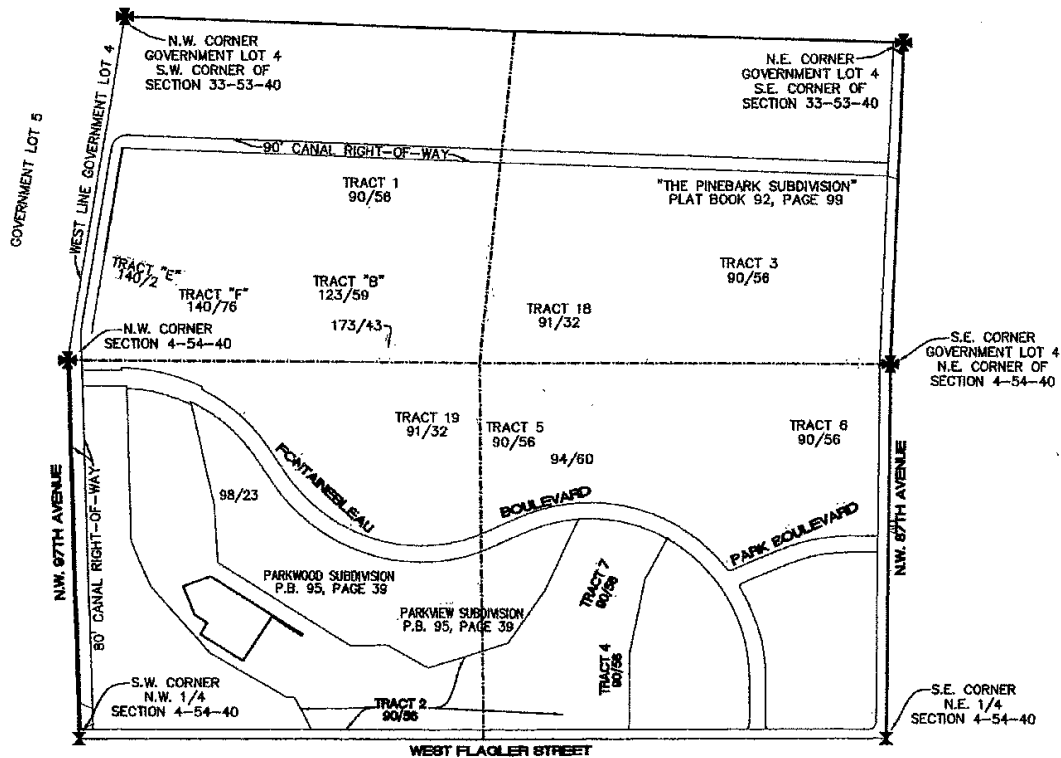 N.W. CORNER
GOVERNMENT LOT 4
S.W. CORNER OF
SECTION 33-53-40
N.E. CORNER
GOVERNMENT LOT 4
S.E. CORNER OF
SECTION 33-53-40
GOVERNMENT LOT 5
WEST LINE GOVERNMENT LOT 4
90' CANAL RIGHT-OF-WAY
TRACT 1
90/56
"THE PINEBARK SUBDIVISION"
PLAT BOOK 92, PAGE 99
TRACT "E"
140/2
TRACT "F"
140/76
TRACT "B"
123/59
173/43
TRACT 18
91/32
TRACT 3
90/56
N.W. CORNER
SECTION 4-54-40
S.E. CORNER
GOVERNMENT LOT 4
N.E. CORNER OF
SECTION 4-54-40
TRACT 19
91/32
TRACT 5
90/56
94/60
TRACT 6
90/56
N.W. 97TH AVENUE
80' CANAL RIGHT-OF-WAY
98/23
FONTAINEBLEAU
BOULEVARD
PARK BOULEVARD
N.W. 87TH AVENUE
PARKWOOD SUBDIVISION
P.B. 95, PAGE 39
PARKVIEW SUBDIVISION
P.B. 95, PAGE 39
TRACT 7
90/56
TRACT 4
90/56
TRACT 2
90/56
S.W. CORNER
N.W. 1/4
SECTION 4-54-40
S.E. CORNER
N.E. 1/4
SECTION 4-54-40
WEST FLAGLER STREET